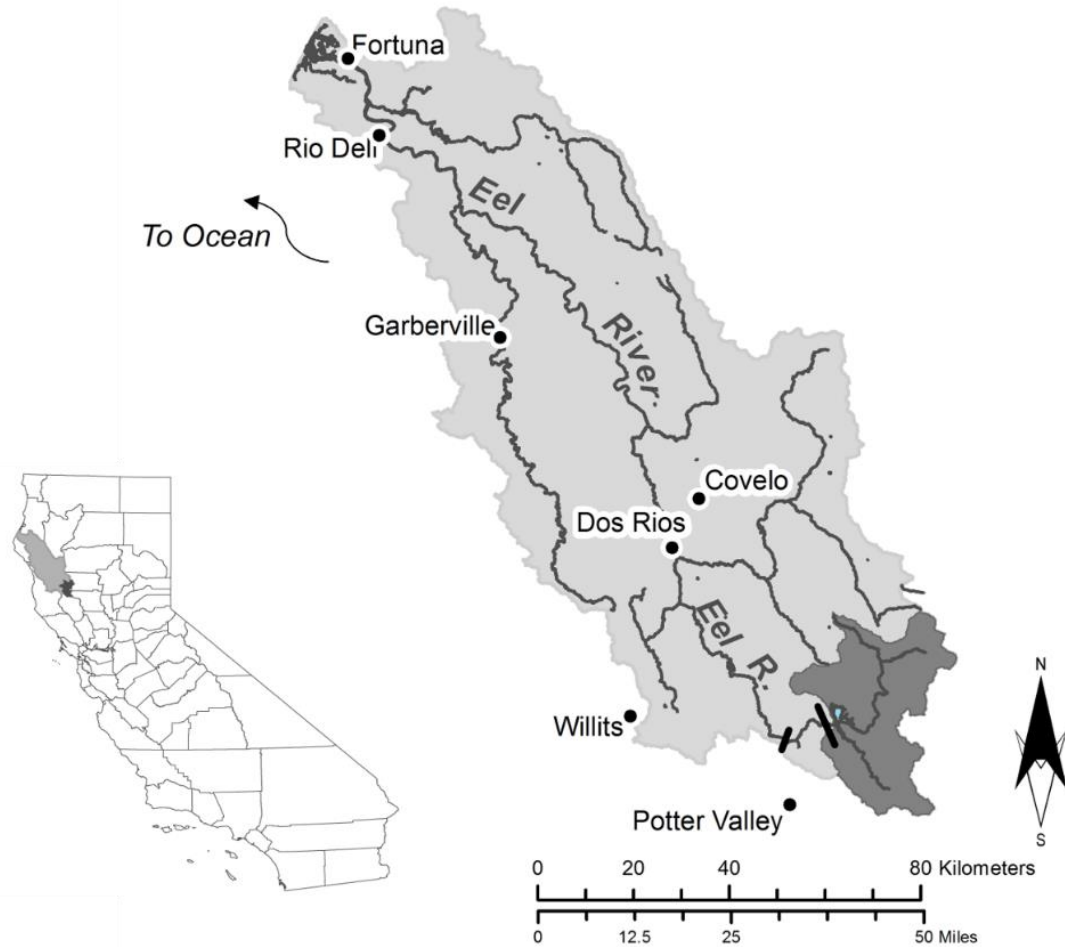 Fortuna
Rio Dell
Eel
To Ocean
River.
Garberville
Covelo
Dos Rios
Eel R.
Willits
Potter Valley
N
S
0 20 40 80 Kilometers
0 12.5 25 50 Miles